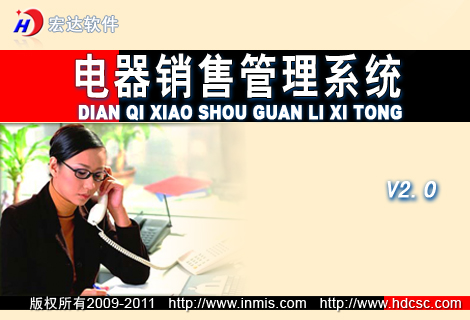 HD 宏达软件
电器销售管理系统
DIAN QI XIAO SHOU GUAN LI XI TONG
V2.0
版权所有2009-2011 http://www.inmis.com http://www.hdcsc.com